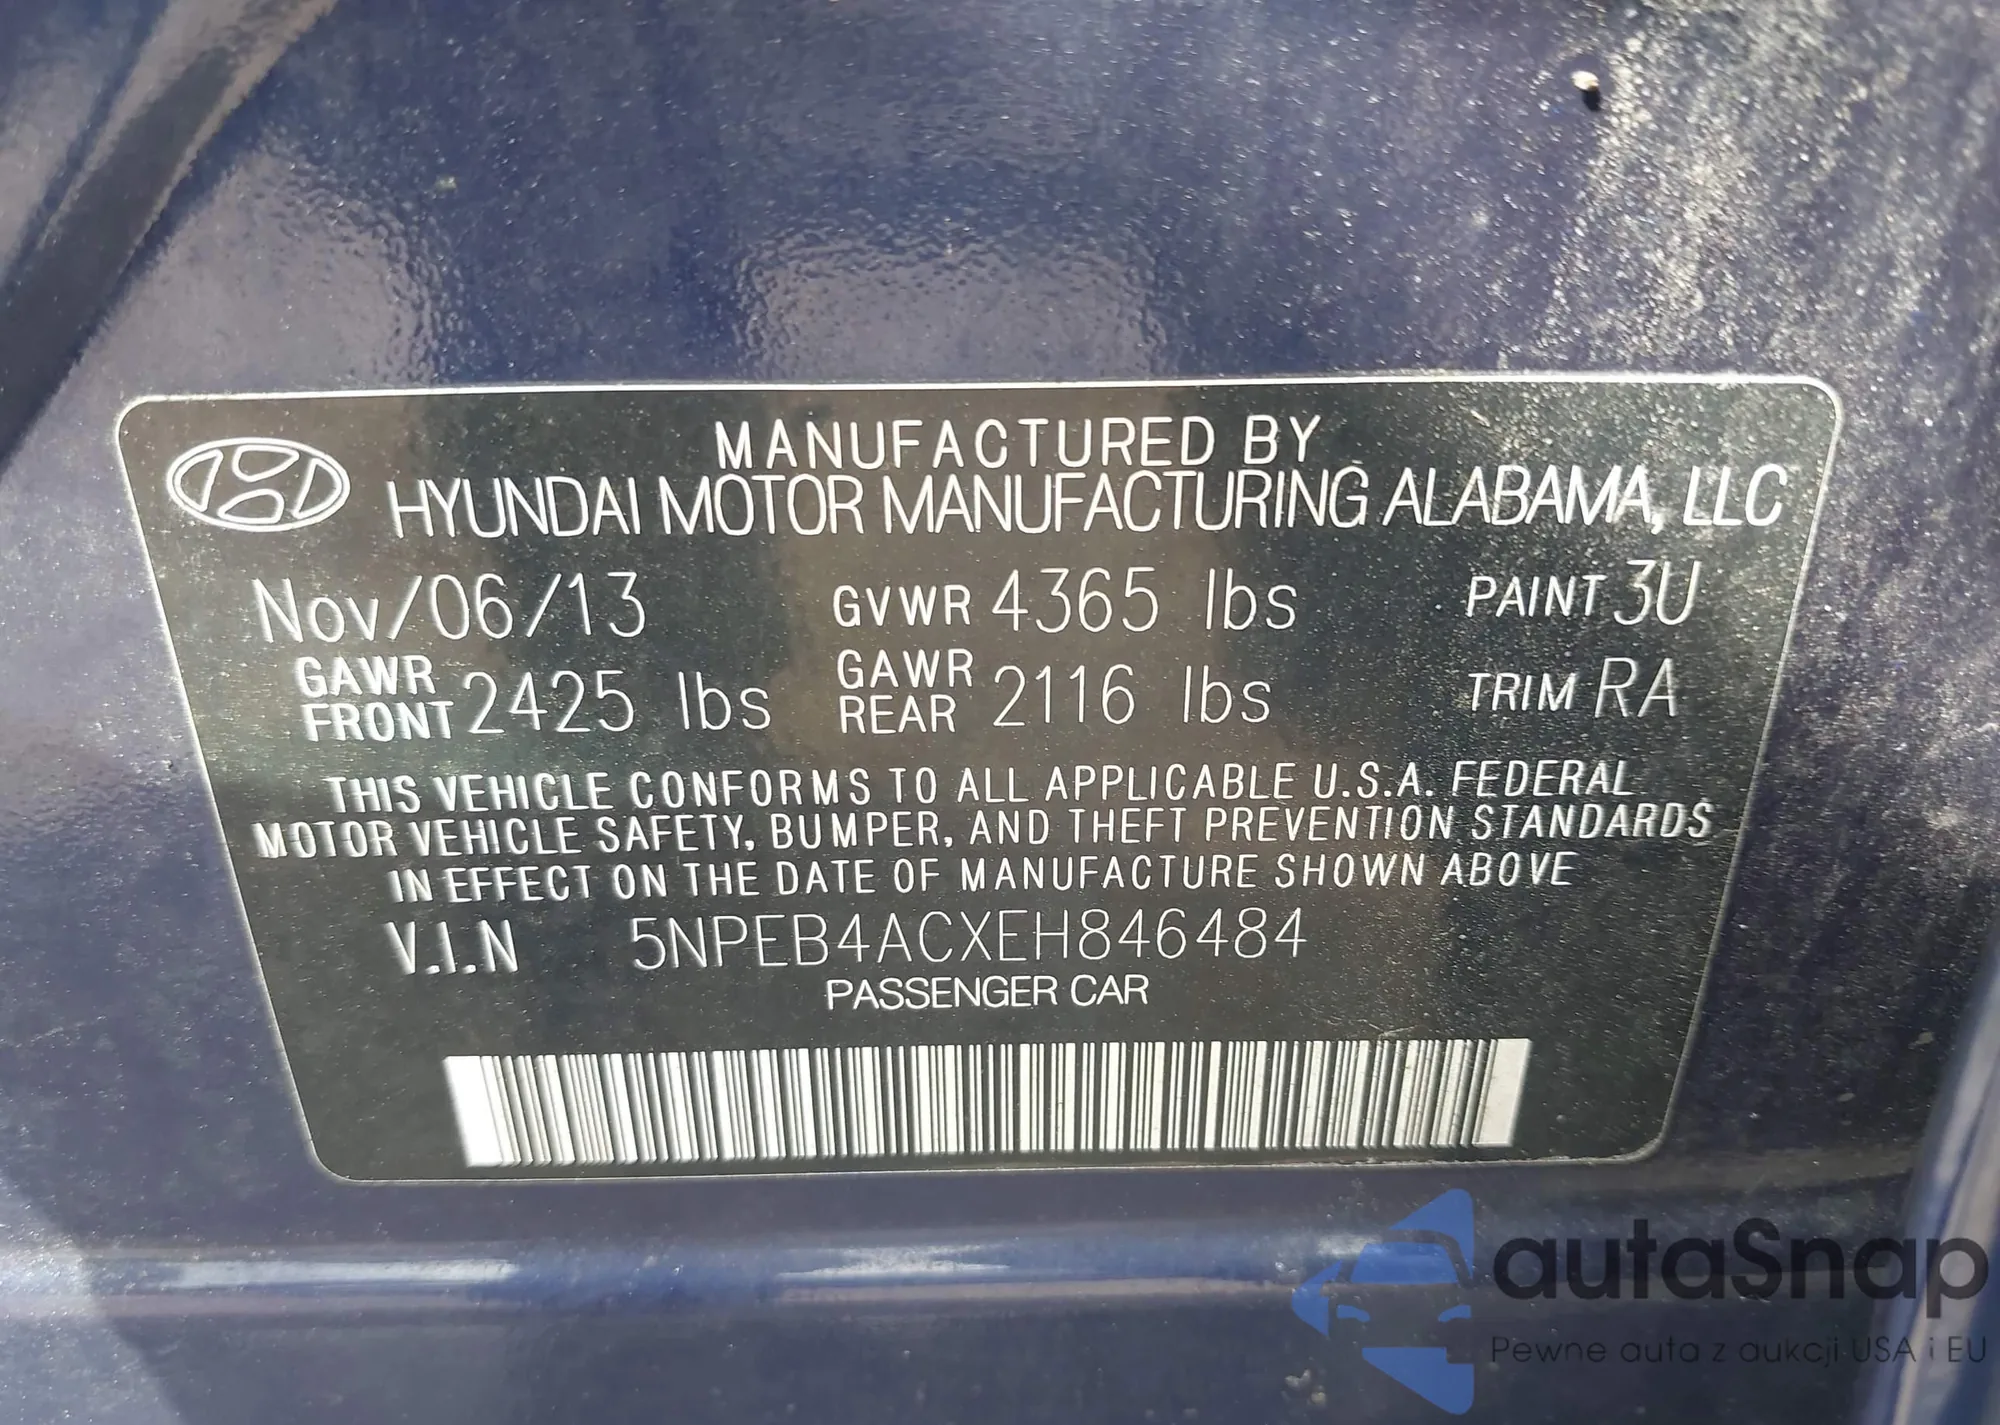 MANUFACTURED BY
HYUNDAI MOTOR MANUFACTURING ALABAMA, LLC
Nov/06/13 GVWR 4365 lbs PAINT 3U
GAWR FRONT 2425 lbs GAWR REAR 2116 lbs TRIM RA
THIS VEHICLE CONFORMS TO ALL APPLICABLE U.S.A. FEDERAL
MOTOR VEHICLE SAFETY, BUMPER, AND THEFT PREVENTION STANDARDS
IN EFFECT ON THE DATE OF MANUFACTURE SHOWN ABOVE
V.I.N 5NPEB4ACXEH846484
PASSENGER CAR
autaSnap
Pewne auta z aukcji USA i EU